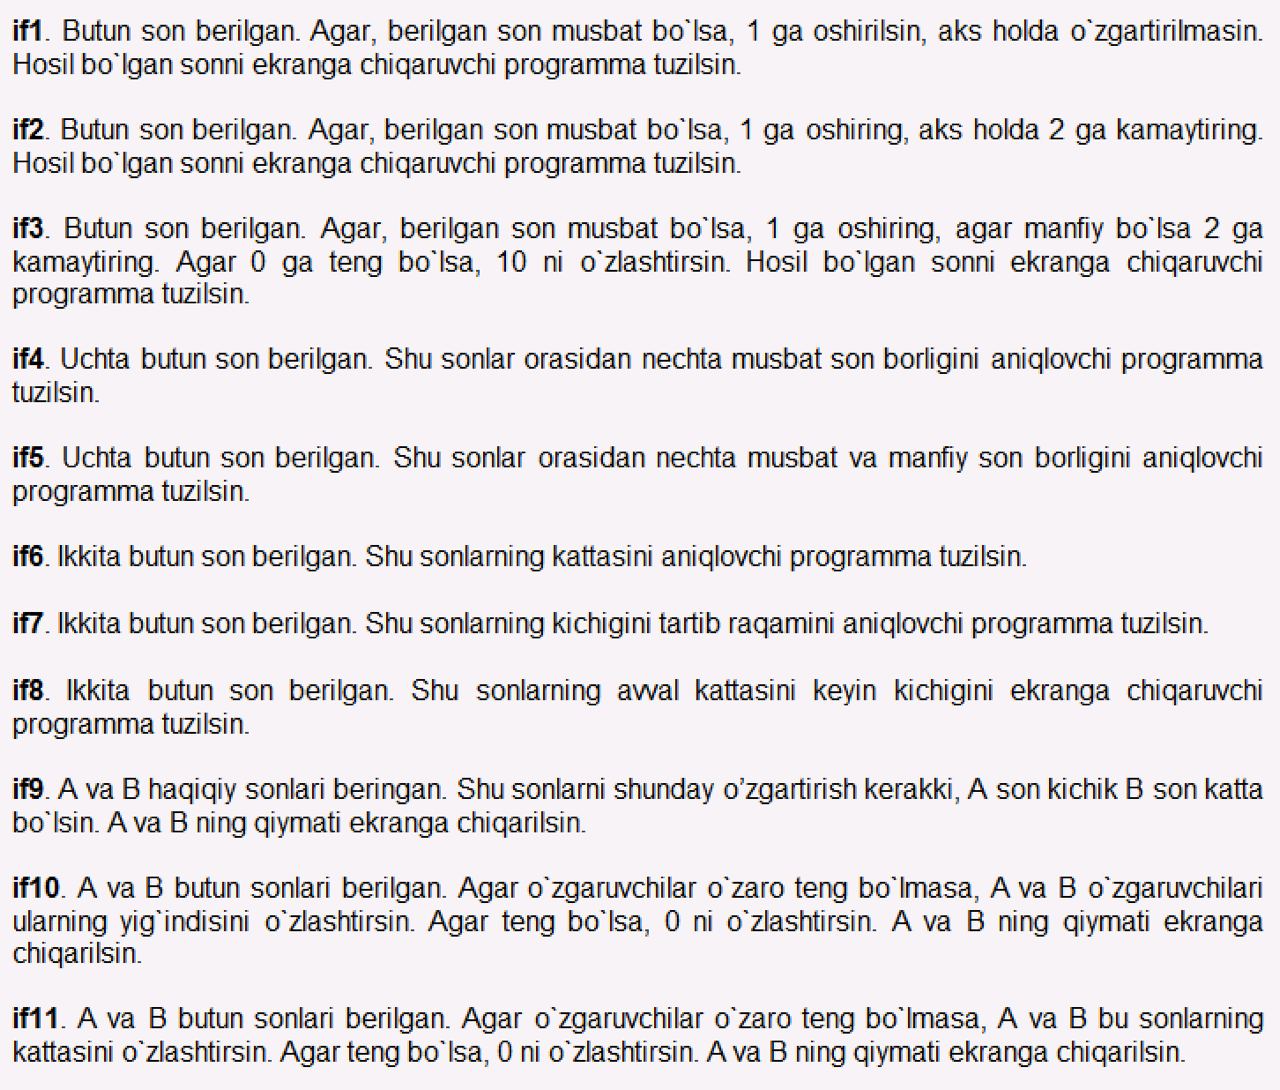 if1. Butun son berilgan. Agar, berilgan son musbat bo`lsa, 1 ga oshirilsin, aks holda o`zgartirilmasin.
Hosil bo`lgan sonni ekranga chiqaruvchi programma tuzilsin.
if2. Butun son berilgan. Agar, berilgan son musbat bo`lsa, 1 ga oshiring, aks holda 2 ga kamaytiring.
Hosil bo`lgan sonni ekranga chiqaruvchi programma tuzilsin.
if3. Butun son berilgan. Agar, berilgan son musbat bo`lsa, 1 ga oshiring, agar manfiy bo`lsa 2 ga
kamaytiring. Agar 0 ga teng bo`lsa, 10 ni o`zlashtirsin. Hosil bo`lgan sonni ekranga chiqaruvchi
programma tuzilsin.
if4. Uchta butun son berilgan. Shu sonlar orasidan nechta musbat son borligini aniqlovchi programma
tuzilsin.
if5. Uchta butun son berilgan. Shu sonlar orasidan nechta musbat va manfiy son borligini aniqlovchi
programma tuzilsin.
if6. Ikkita butun son berilgan. Shu sonlarning kattasini aniqlovchi programma tuzilsin.
if7. Ikkita butun son berilgan. Shu sonlarning kichigini tartib raqamini aniqlovchi programma tuzilsin.
if8. Ikkita butun son berilgan. Shu sonlarning avval kattasini keyin kichigini ekranga chiqaruvchi
programma tuzilsin.
if9. A va B haqiqiy sonlari beringan. Shu sonlarni shunday o’zgartirish kerakki, A son kichik B son katta
bo`lsin. A va B ning qiymati ekranga chiqarilsin.
if10. A va B butun sonlari berilgan. Agar o`zgaruvchilar o`zaro teng bo`lmasa, A va B o`zgaruvchilari
ularning yig`indisini o`zlashtirsin. Agar teng bo`lsa, 0 ni o`zlashtirsin. A va B ning qiymati ekranga
chiqarilsin.
if11. A va B butun sonlari berilgan. Agar o`zgaruvchilar o`zaro teng bo`lmasa, A va B bu sonlarning
kattasini o`zlashtirsin. Agar teng bo`lsa, 0 ni o`zlashtirsin. A va B ning qiymati ekranga chiqarilsin.